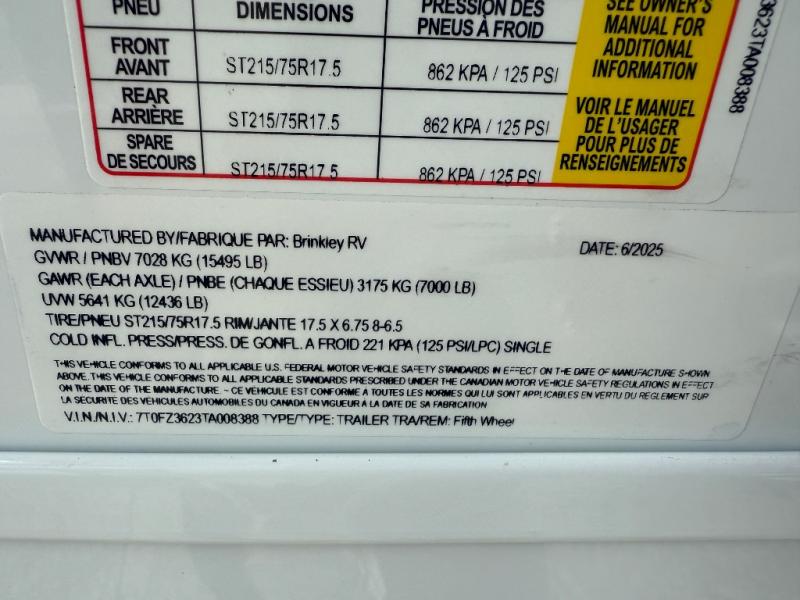 PNEU
DIMENSIONS
PRESSION DES
PNEUS À FROID
SEE OWNER'S
MANUAL FOR
ADDITIONAL
INFORMATION
FRONT
AVANT
ST215/75R17.5
862 KPA / 125 PSI
REAR
ARRIÈRE
ST215/75R17.5
862 KPA / 125 PSI
SPARE
DE SECOURS
ST215/75R17.5
862 KPA / 125 PSI
VOIR LE MANUEL
DE L'USAGER
POUR PLUS DE
RENSEIGNEMENTS
3623TA008388
MANUFACTURED BY/FABRIQUE PAR: Brinkley RV
DATE: 6/2025
GVWR / PNBV 7028 KG (15495 LB)
GAWR (EACH AXLE) / PNBE (CHAQUE ESSIEU) 3175 KG (7000 LB)
UVW 5641 KG (12436 LB)
TIRE/PNEU ST215/75R17.5 RIM/JANTE 17.5 X 6.75 8-6.5
COLD INFL. PRESS/PRESS. DE GONFL. A FROID 221 KPA (125 PSI/LPC) SINGLE
THIS VEHICLE CONFORMS TO ALL APPLICABLE U.S. FEDERAL MOTOR VEHICLE SAFETY STANDARDS IN EFFECT ON THE DATE OF MANUFACTURE SHOWN
ABOVE. THIS VEHICLE CONFORMS TO ALL APPLICABLE STANDARDS PRESCRIBED UNDER THE CANADIAN MOTOR VEHICLE SAFETY REGULATIONS IN EFFECT
ON THE DATE OF THE MANUFACTURE. - CE VEHICULE EST CONFORME A TOUTES LES NORMES QUI LUI SONT APPLICABLES EN VERTU DU REGLEMENT SUR
LA SECURITE DES VEHICULES AUTOMOBILES DU CANADA EN VIGUEUR A LA DATE DE SA FABRICATION
V.I.N./N.I.V.: 7T0FZ3623TA008388 TYPE/TYPE: TRAILER TRA/REM: Fifth Wheel